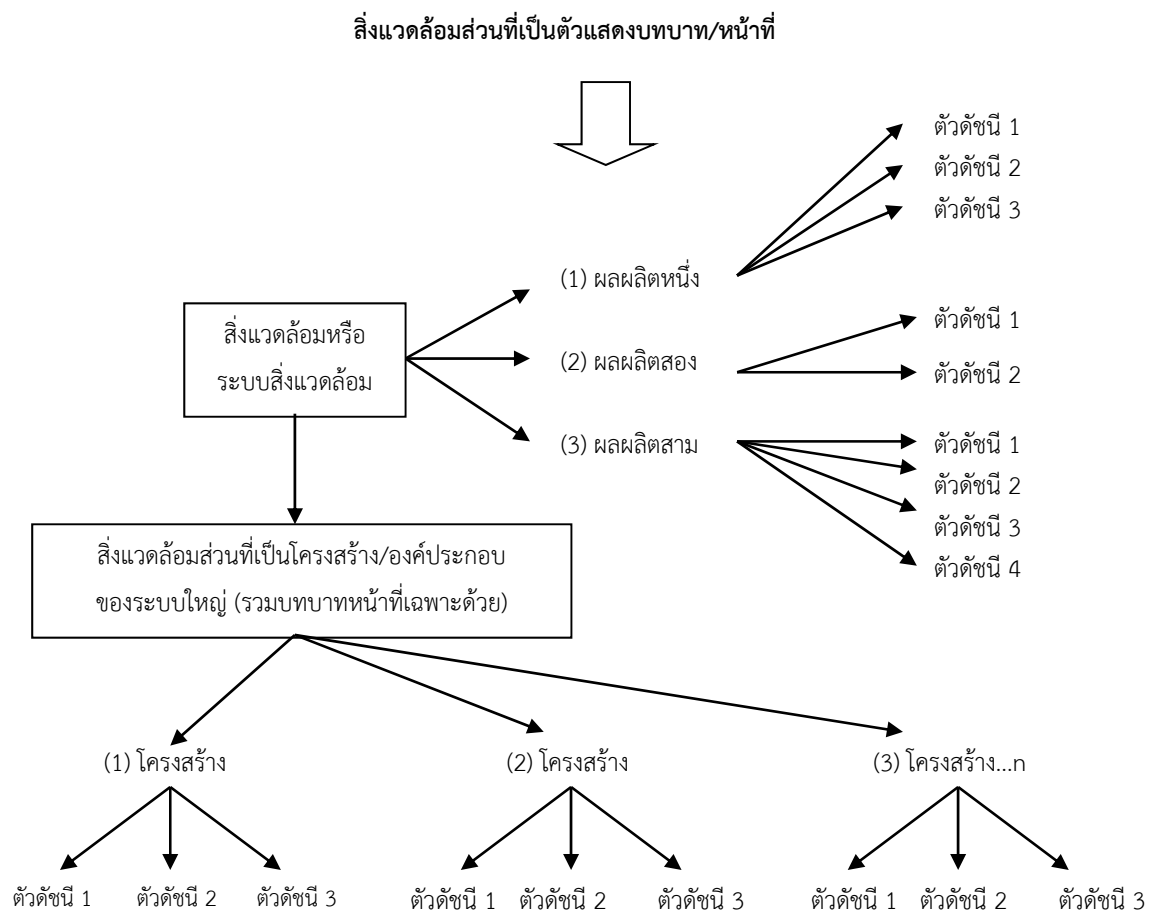 สิ่งแวดล้อมส่วนที่เป็นตัวแสดงบทบาท/หน้าที่
ตัวดัชนี 1
ตัวดัชนี 2
ตัวดัชนี 3
(1) ผลผลิตหนึ่ง
สิ่งแวดล้อมหรือ
ระบบสิ่งแวดล้อม
ตัวดัชนี 1
(2) ผลผลิตสอง
ตัวดัชนี 2
(3) ผลผลิตสาม
ตัวดัชนี 1
ตัวดัชนี 2
ตัวดัชนี 3
ตัวดัชนี 4
สิ่งแวดล้อมส่วนที่เป็นโครงสร้าง/องค์ประกอบ
ของระบบใหญ่ (รวมบทบาทหน้าที่เฉพาะด้วย)
(1) โครงสร้าง
(2) โครงสร้าง
(3) โครงสร้าง...n
ตัวดัชนี 1
ตัวดัชนี 2
ตัวดัชนี 3
ตัวดัชนี 1
ตัวดัชนี 2
ตัวดัชนี 3
ตัวดัชนี 1
ตัวดัชนี 2
ตัวดัชนี 3